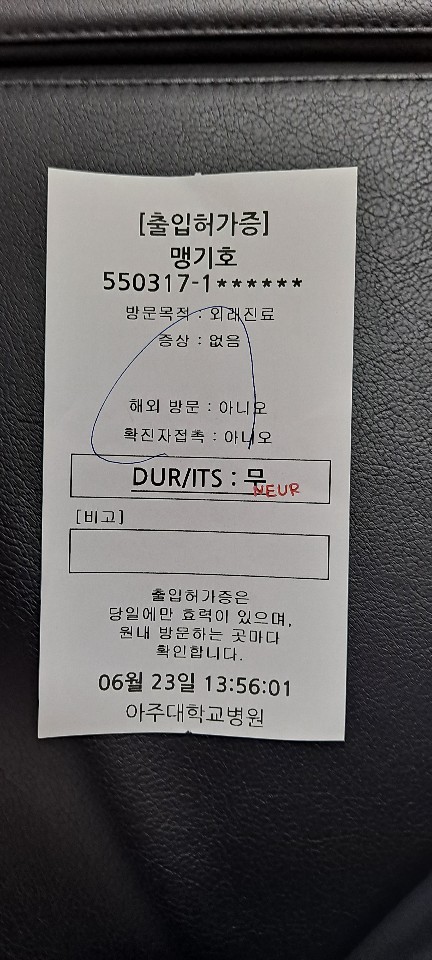 [출입허가증]
맹기호
550317-1******
방문목적 : 외래진료
증상 : 없음
해외 방문 : 아니오
확진자접촉 : 아니오
DUR/ITS : 무
NEUR
[비고]
출입허가증은
당일에만 효력이 있으며,
원내 방문하는 곳마다
확인합니다.
06월 23일 13:56:01
아주대학교병원